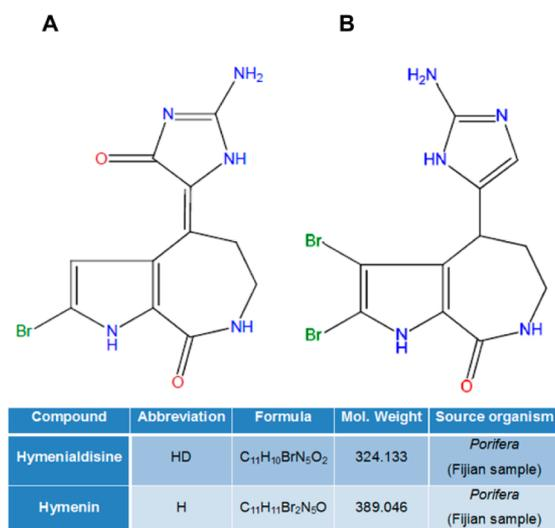 A B
NH₂ H₂N
N N
O NH HN
Br
Br N H NH Br N H NH
O O
Compound Abbreviation Formula Mol. Weight Source organism
Hymenialdisine HD C₁₁H₁₀BrN₅O₂ 324.133 Porifera
(Fijian sample)
Hymenin H C₁₁H₁₁Br₂N₅O 389.046 Porifera
(Fijian sample)